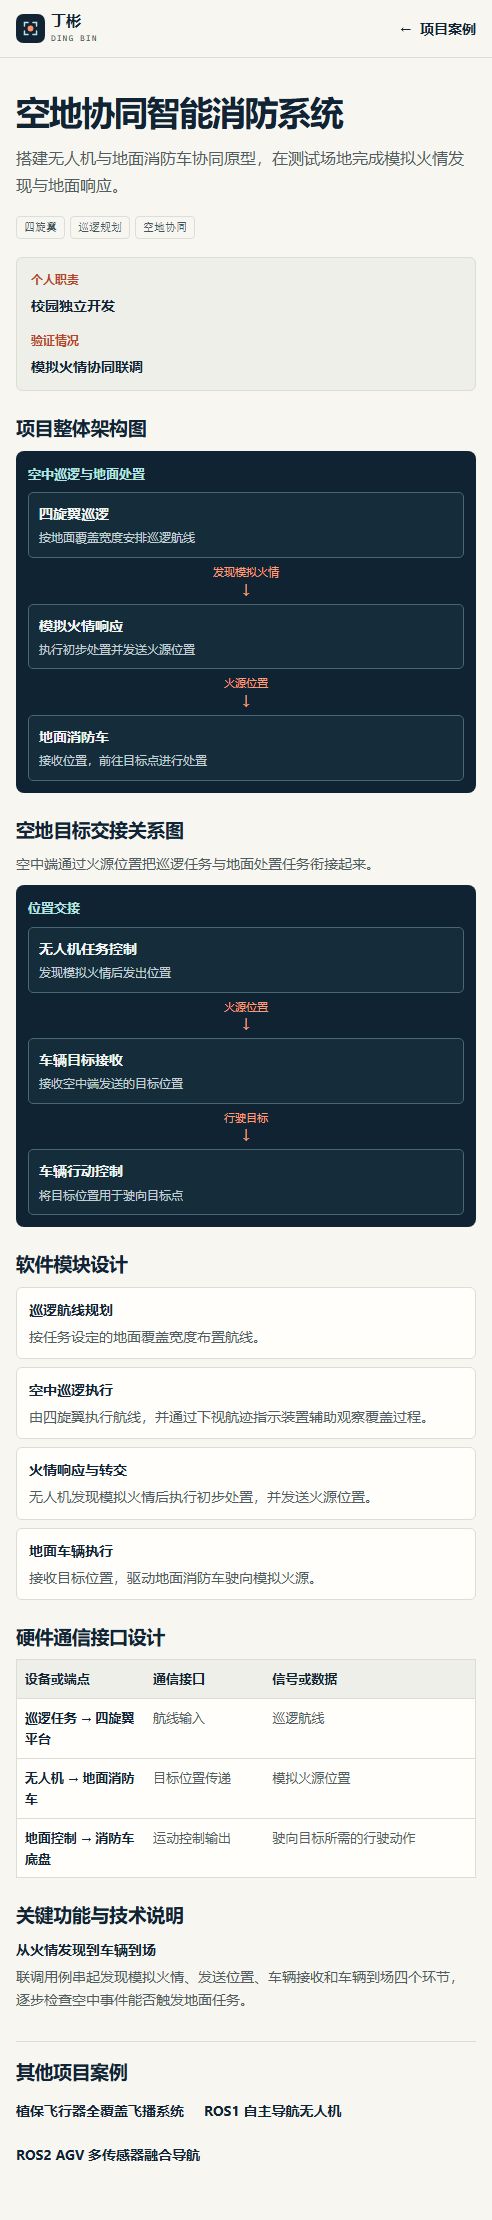 丁彬
DING BIN
← 项目案例
空地协同智能消防系统
搭建无人机与地面消防车协同原型，在测试场地完成模拟火情发
现与地面响应。
四旋翼 巡逻规划 空地协同
个人职责
校园独立开发
验证情况
模拟火情协同联调
项目整体架构图
空中巡逻与地面处置
四旋翼巡逻
按地面覆盖宽度安排巡逻航线
发现模拟火情
↓
模拟火情响应
执行初步处置并发送火源位置
火源位置
↓
地面消防车
接收位置，前往目标点进行处置
空地目标交接关系图
空中端通过火源位置把巡逻任务与地面处置任务衔接起来。
位置交接
无人机任务控制
发现模拟火情后发出位置
火源位置
↓
车辆目标接收
接收空中端发送的目标位置
行驶目标
↓
车辆行动控制
将目标位置用于驶向目标点
软件模块设计
巡逻航线规划
按任务设定的地面覆盖宽度布置航线。
空中巡逻执行
由四旋翼执行航线，并通过下视航迹指示装置辅助观察覆盖过程。
火情响应与转交
无人机发现模拟火情后执行初步处置，并发送火源位置。
地面车辆执行
接收目标位置，驱动地面消防车驶向模拟火源。
硬件通信接口设计
设备或端点 通信接口 信号或数据
巡逻任务 → 四旋翼 航线输入 巡逻航线
平台
无人机 → 地面消防 目标位置传递 模拟火源位置
车
地面控制 → 消防车 运动控制输出 驶向目标所需的行驶动作
底盘
关键功能与技术说明
从火情发现到车辆到场
联调用例串起发现模拟火情、发送位置、车辆接收和车辆到场四个环节，
逐步检查空中事件能否触发地面任务。
其他项目案例
植保飞行器全覆盖飞播系统 ROS1 自主导航无人机
ROS2 AGV 多传感器融合导航